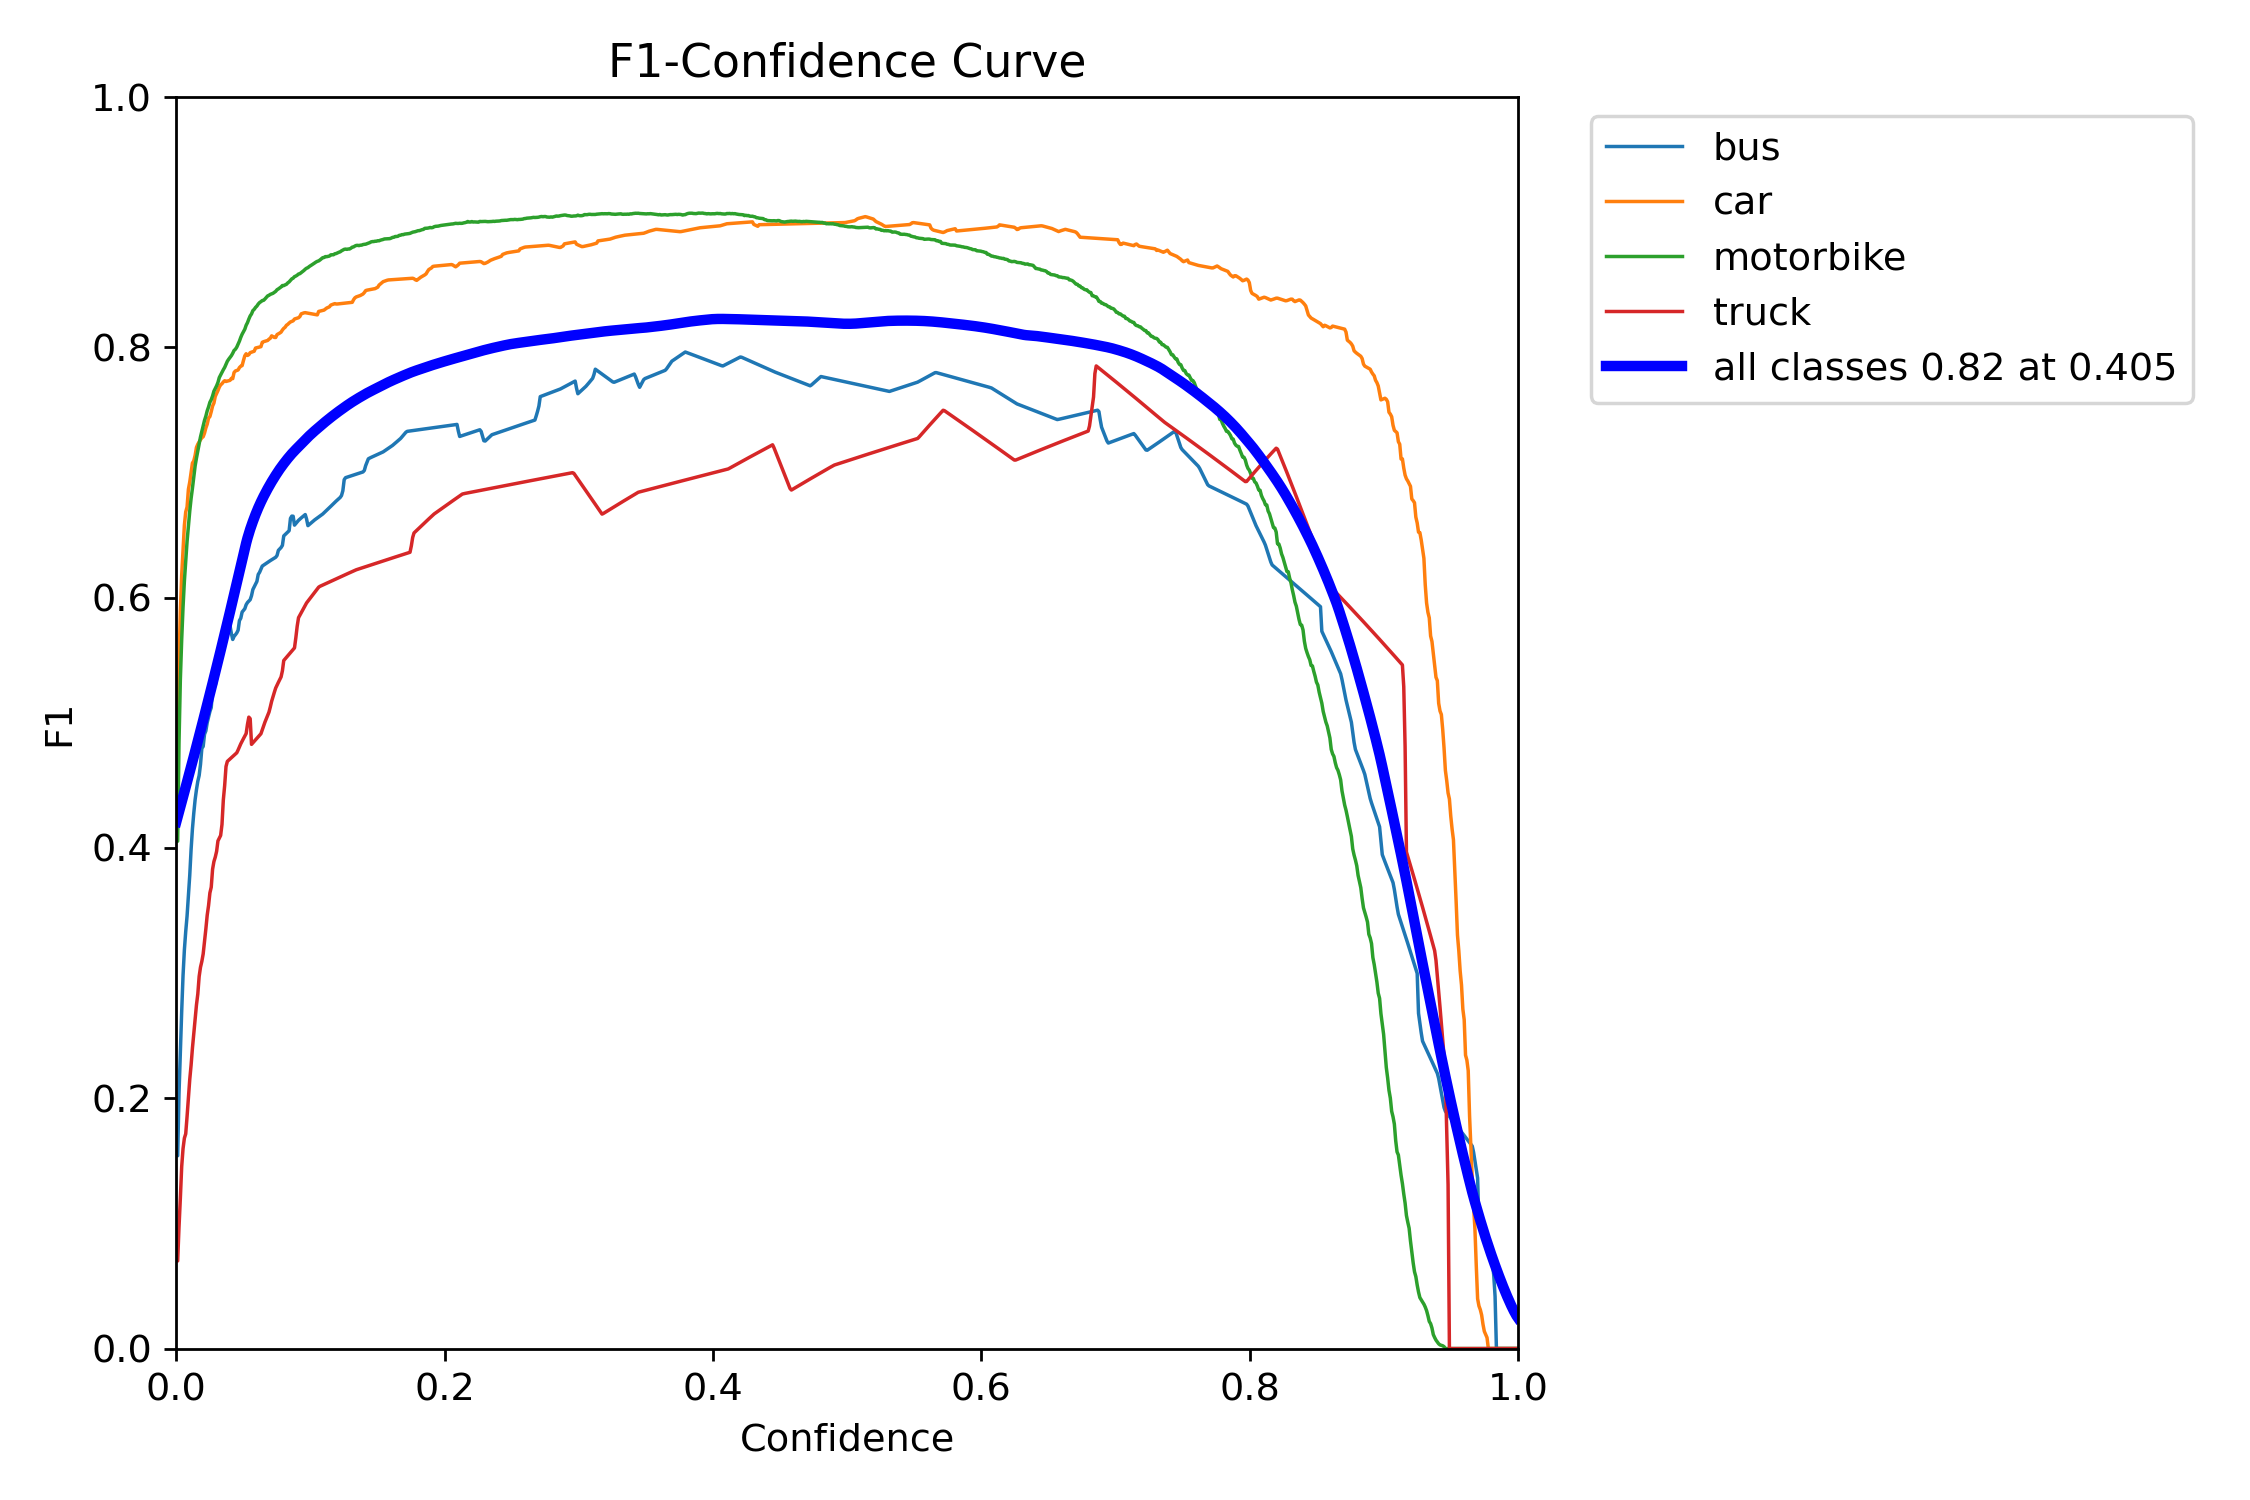 F1-Confidence Curve
1.0
0.8
0.6
0.4
0.2
0.0
F1
0.0 0.2 0.4 0.6 0.8 1.0
Confidence
bus
car
motorbike
truck
all classes 0.82 at 0.405